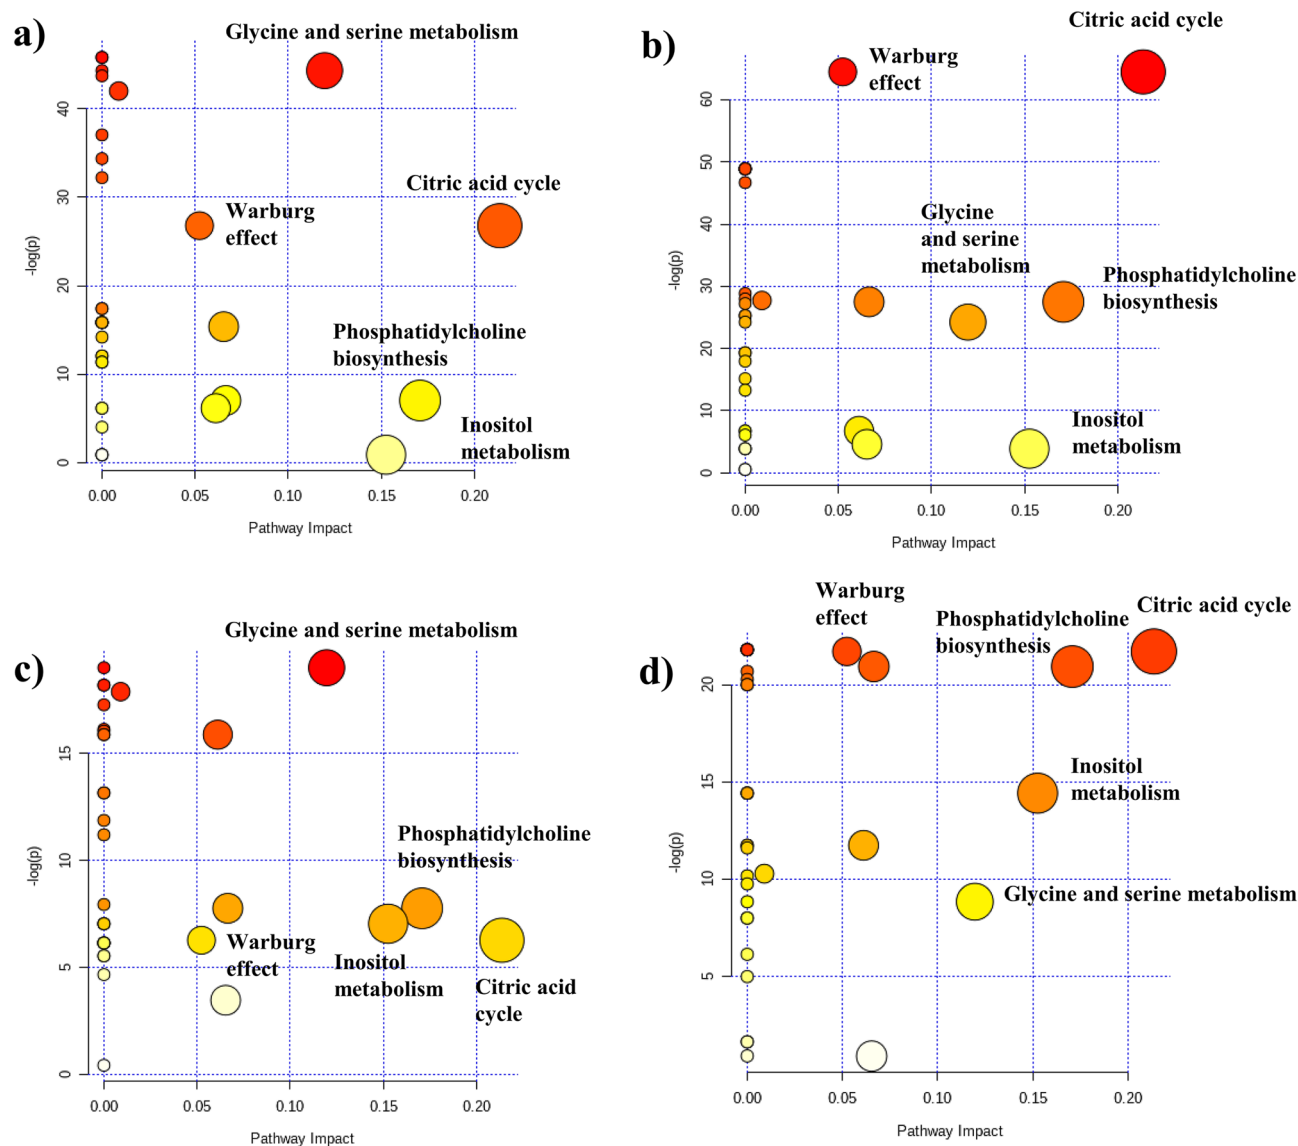 a)
Glycine and serine metabolism
Citric acid cycle
Warburg
effect
Phosphatidylcholine
biosynthesis
Inositol
metabolism
-log(p)
40
30
20
10
0
0.00 0.05 0.10 0.15 0.20
Pathway Impact
b)
Citric acid cycle
Warburg
effect
Glycine
and serine
metabolism
Phosphatidylcholine
biosynthesis
Inositol
metabolism
-log(p)
60
50
40
30
20
10
0
0.00 0.05 0.10 0.15 0.20
Pathway Impact
c)
Glycine and serine metabolism
Phosphatidylcholine
biosynthesis
Warburg
effect
Inositol
metabolism
Citric acid
cycle
-log(p)
15
10
5
0
0.00 0.05 0.10 0.15 0.20
Pathway Impact
d)
Warburg
effect
Phosphatidylcholine
biosynthesis
Citric acid cycle
Inositol
metabolism
Glycine and serine metabolism
-log(p)
20
15
10
5
0.00 0.05 0.10 0.15 0.20
Pathway Impact